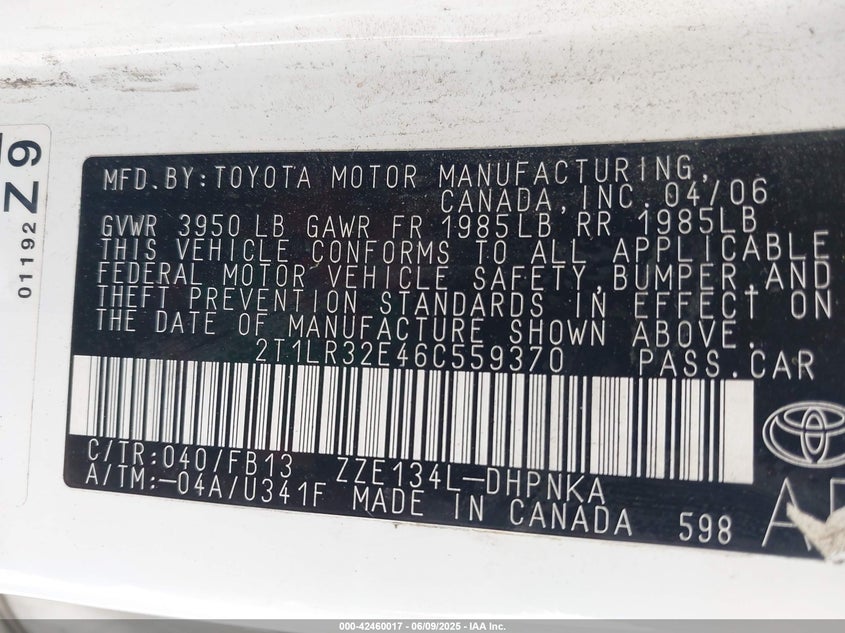 01192 Z9
MFD.BY:TOYOTA MOTOR MANUFACTURING,
CANADA,INC. 04/06
GVWR 3950 LB GAWR FR 1985LB RR 1985LB
THIS VEHICLE CONFORMS TO ALL APPLICABLE
FEDERAL MOTOR VEHICLE SAFETY,BUMPER,AND
THEFT PREVENTION STANDARDS IN EFFECT ON
THE DATE OF MANUFACTURE SHOWN ABOVE.
2T1LR32E46C559370 PASS.CAR
C/TR:040/FB13 ZZE134L-DHPNKA
A/TM:-04A/U341F MADE IN CANADA 598
000-42460017 | 06/09/2025 - IAA Inc.